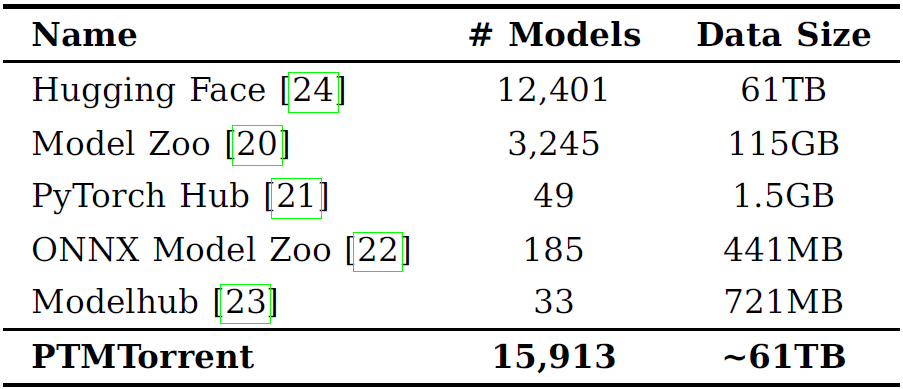 Name # Models Data Size
Hugging Face [24] 12,401 61TB
Model Zoo [20] 3,245 115GB
PyTorch Hub [21] 49 1.5GB
ONNX Model Zoo [22] 185 441MB
Modelhub [23] 33 721MB
PTMTorrent 15,913 ~61TB